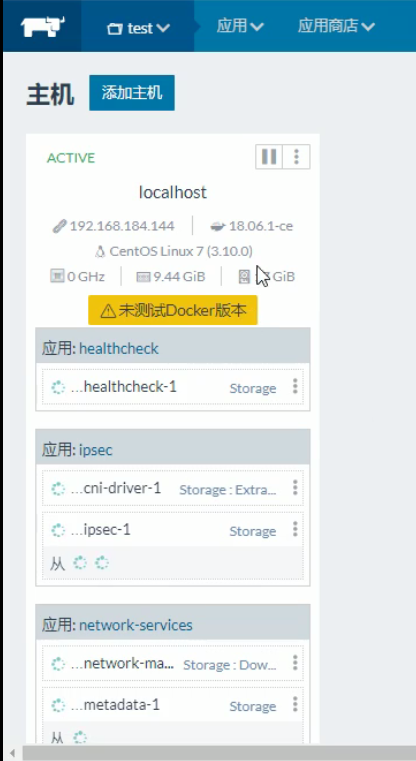 test 应用 应用商店
主机 添加主机
ACTIVE
localhost
192.168.184.144 18.06.1-ce
CentOS Linux 7 (3.10.0)
0 GHz 9.44 GiB GiB
未测试Docker版本
应用: healthcheck
...healthcheck-1 Storage
应用: ipsec
...cni-driver-1 Storage : Extra...
...ipsec-1 Storage
从
应用: network-services
...network-ma... Storage : Dow...
...metadata-1 Storage
从